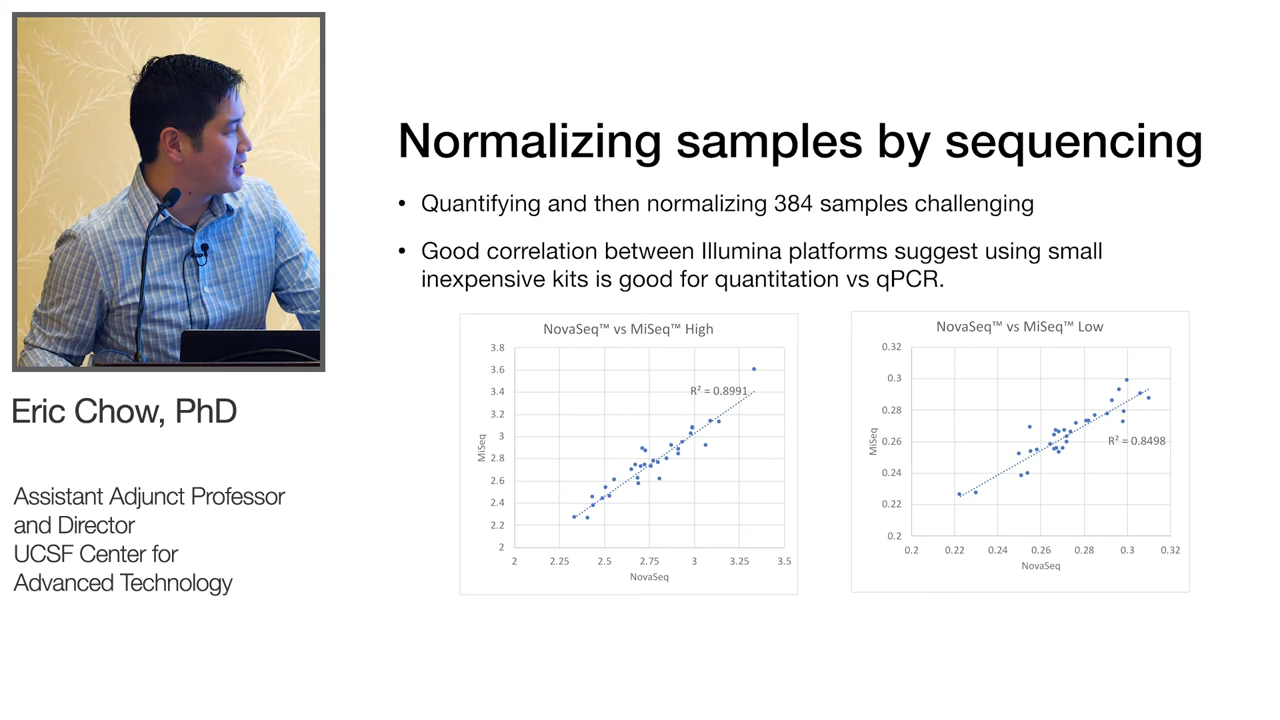 Normalizing samples by sequencing
• Quantifying and then normalizing 384 samples challenging
• Good correlation between Illumina platforms suggest using small
inexpensive kits is good for quantitation vs qPCR.
NovaSeq™ vs MiSeq™ High
3.8
3.6
3.4
3.2
3
2.8
2.6
2.4
2.2
2
MiSeq
R² = 0.8991
2 2.25 2.5 2.75 3 3.25 3.5
NovaSeq
NovaSeq™ vs MiSeq™ Low
0.32
0.3
0.28
0.26
0.24
0.22
0.2
MiSeq
R² = 0.8498
0.2 0.22 0.24 0.26 0.28 0.3 0.32
NovaSeq
Eric Chow, PhD
Assistant Adjunct Professor
and Director
UCSF Center for
Advanced Technology